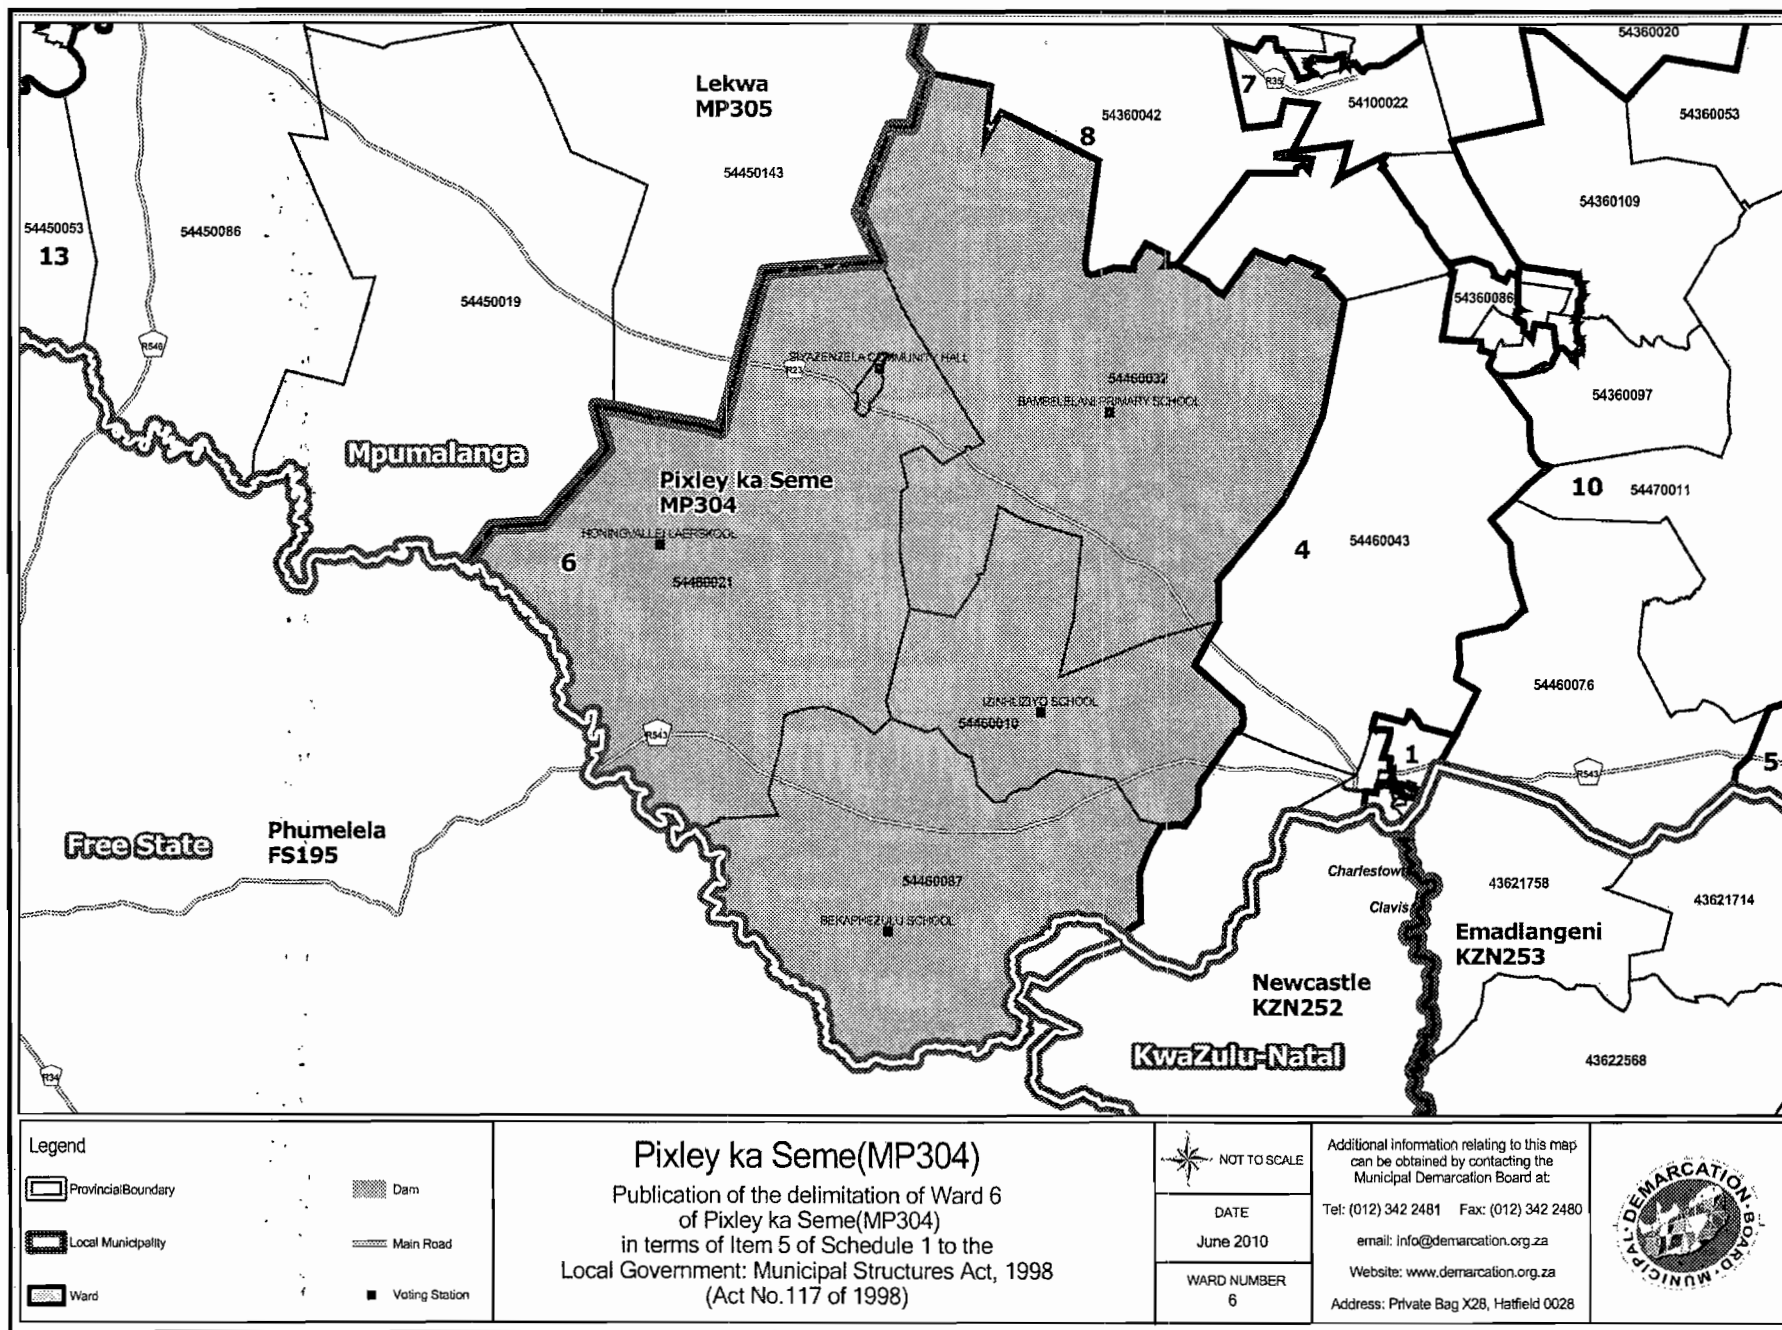 54360020
Lekwa
MP305
7
R35
54100022
54360042
54360053
8
54450143
54360109
54450053
54450086
13
54450019
54360086
R546
SIYAZENZELA COMMUNITY HALL
R23
54460032
BAMBELELANI PRIMARY SCHOOL
54360097
Mpumalanga
Pixley ka Seme
MP304
10
54470011
HONINGVALLEI LAERSKOOL
6
4
54460043
54460021
54460076
IZINHLIZIYO SCHOOL
54460010
R543
1
R543
5
Free State
Phumelela
FS195
Charlestown
54460087
43621758
43621714
Clavis
BEKAPHEZULU SCHOOL
Emadlangeni
KZN253
Newcastle
KZN252
KwaZulu-Natal
43622568
R34
Legend
ProvincialBoundary
Dam
Local Municipality
Main Road
Ward
Voting Station
Pixley ka Seme(MP304)
Publication of the delimitation of Ward 6
of Pixley ka Seme(MP304)
in terms of Item 5 of Schedule 1 to the
Local Government: Municipal Structures Act, 1998
(Act No.117 of 1998)
NOT TO SCALE
DATE
June 2010
WARD NUMBER
6
Additional information relating to this map
can be obtained by contacting the
Municipal Demarcation Board at:
Tel: (012) 342 2481 Fax: (012) 342 2480
email: info@demarcation.org.za
Website: www.demarcation.org.za
Address: Private Bag X28, Hatfield 0028
MUNICIPAL · DEMARCATION · BOARD ·